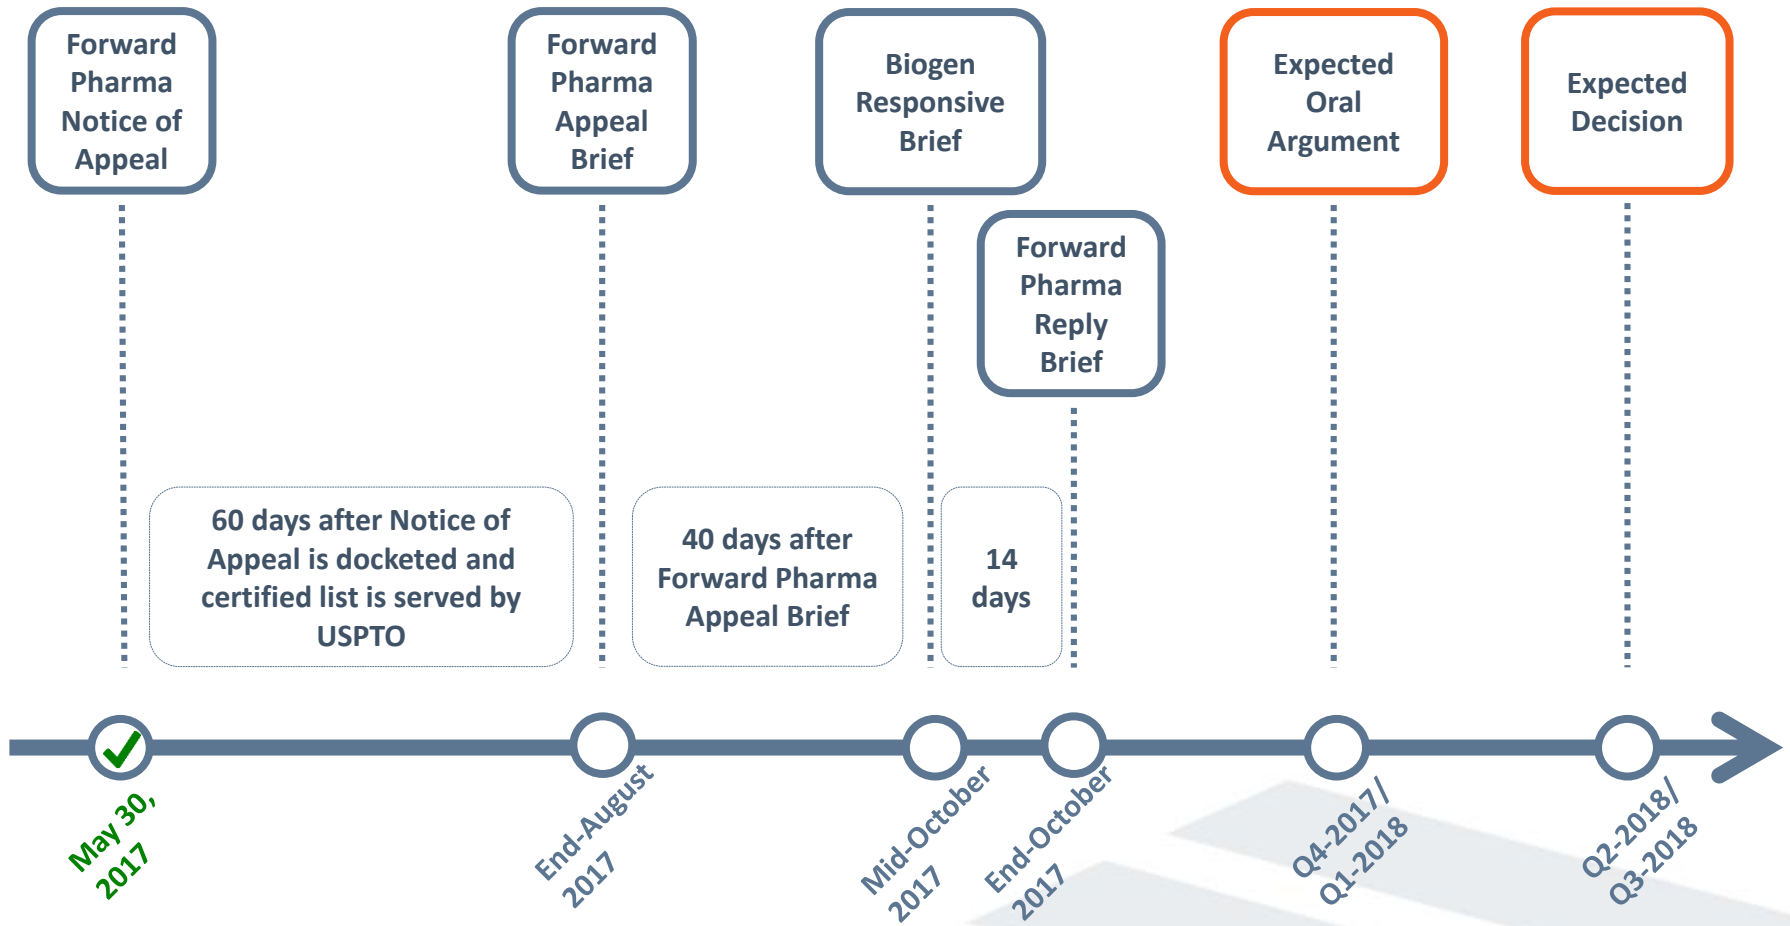 Forward
Pharma
Notice of
Appeal
Forward
Pharma
Appeal
Brief
Biogen
Responsive
Brief
Expected
Oral
Argument
Expected
Decision
Forward
Pharma
Reply
Brief
60 days after Notice of
Appeal is docketed and
certified list is served by
USPTO
40 days after
Forward Pharma
Appeal Brief
14
days
May 30,
2017
End-August
2017
Mid-October
2017
End-October
2017
Q4-2017/
Q1-2018
Q2-2018/
Q3-2018